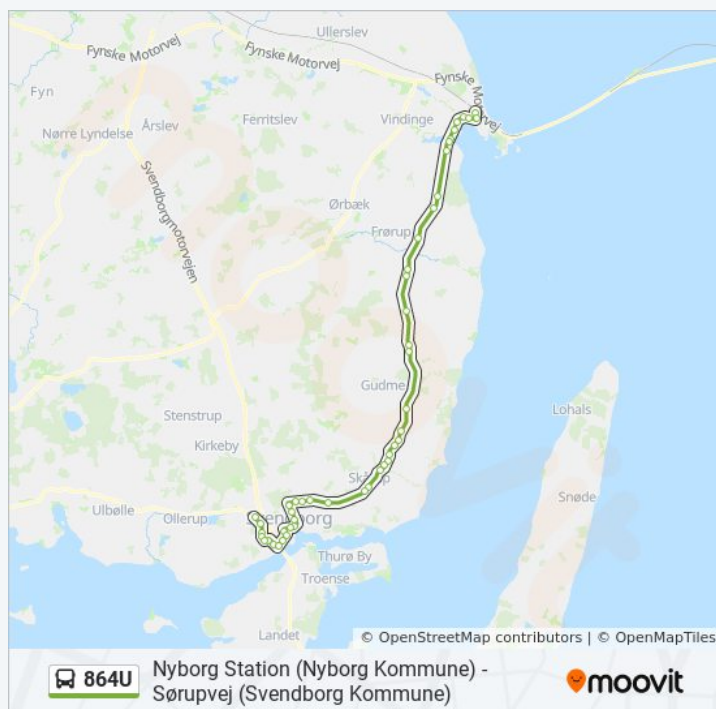 Ullerslev
Fynske Motorvej
Fynske Motorvej
Fynske Motorvej
Fyn
Årslev
Ferritslev
Vindinge
Nørre Lyndelse
Svendborgmotorvejen
Ørbæk
Frørup
Gudme
Lohals
Stenstrup
Kirkeby
Skårup
Snøde
Ulbølle
Ollerup
Svendborg
Thurø By
Troense
Landet
© OpenStreetMap contributors | © OpenMapTiles
864U
Nyborg Station (Nyborg Kommune) -
Sørupvej (Svendborg Kommune)
moovit